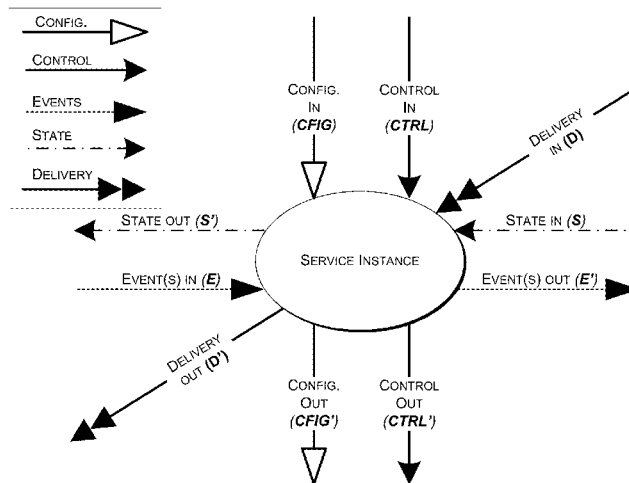 CONFIG.
CONTROL
EVENTS
STATE
DELIVERY
CONFIG.
IN
(CFIG)
CONTROL
IN
(CTRL)
DELIVERY
IN (D)
STATE OUT (S')
STATE IN (S)
SERVICE INSTANCE
EVENT(S) IN (E)
EVENT(S) OUT (E')
DELIVERY
OUT (D')
CONFIG.
OUT
(CFIG')
CONTROL
OUT
(CTRL')